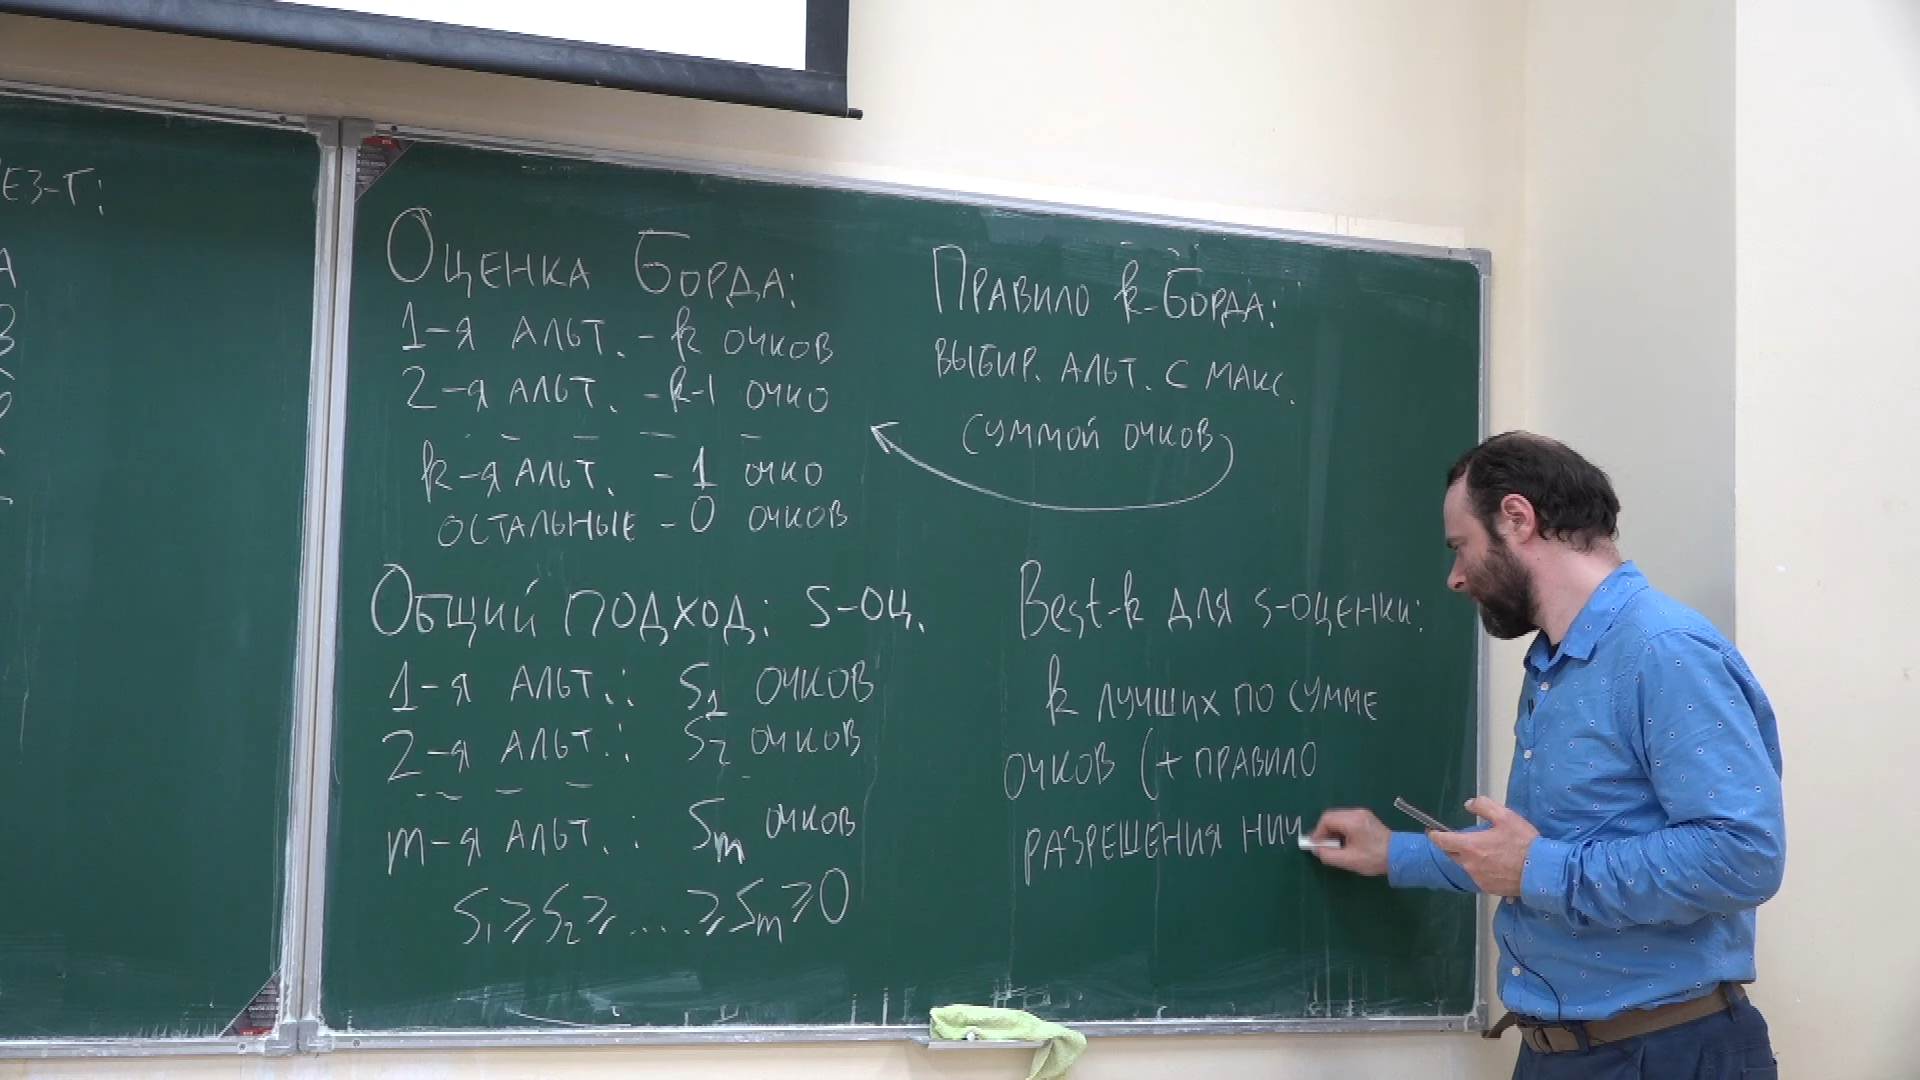 ЕЗ-Т:
А
В
Оценка Борда:
1-я альт. - k очков
2-я альт. - k-1 очко
k-я альт. - 1 очко
остальные - 0 очков
Общий подход: s-оц.
1-я альт.: S₁ очков
2-я альт.: S₂ очков
m-я альт.: Sₘ очков
S₁ ⩾ S₂ ⩾ .... ⩾ Sₘ ⩾ 0
Правило k-Борда:
выбир. альт. с макс.
суммой очков
Best-k для s-оценки:
k лучших по сумме
очков (+ правило
разрешения нич